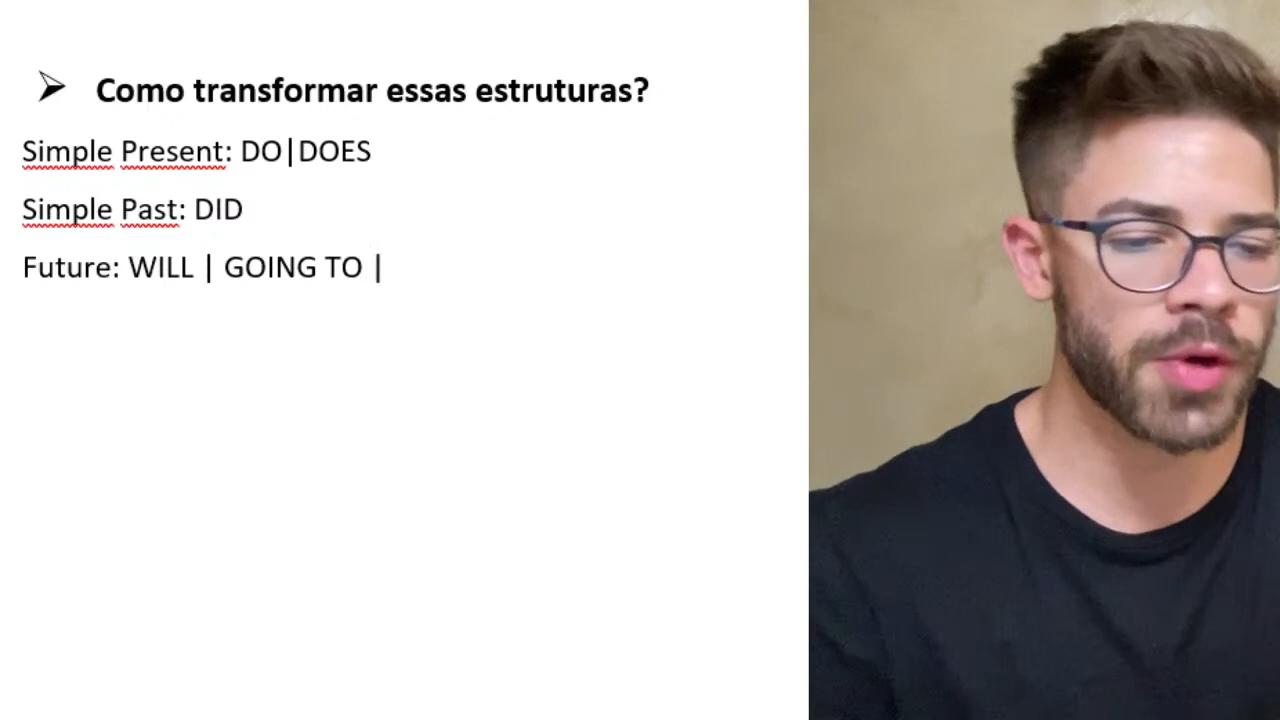 Como transformar essas estruturas?
Simple Present: DO|DOES
Simple Past: DID
Future: WILL | GOING TO |